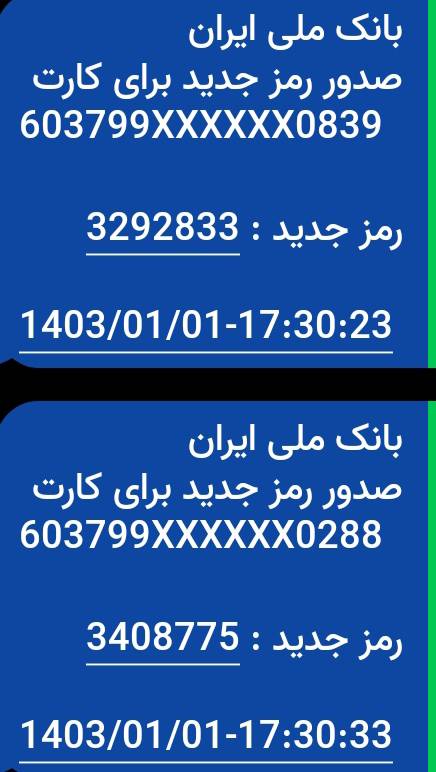 بانک ملی ایران
صدور رمز جدید برای کارت
603799XXXXXX0839
رمز جدید : 3292833
1403/01/01-17:30:23
بانک ملی ایران
صدور رمز جدید برای کارت
603799XXXXXX0288
رمز جدید : 3408775
1403/01/01-17:30:33